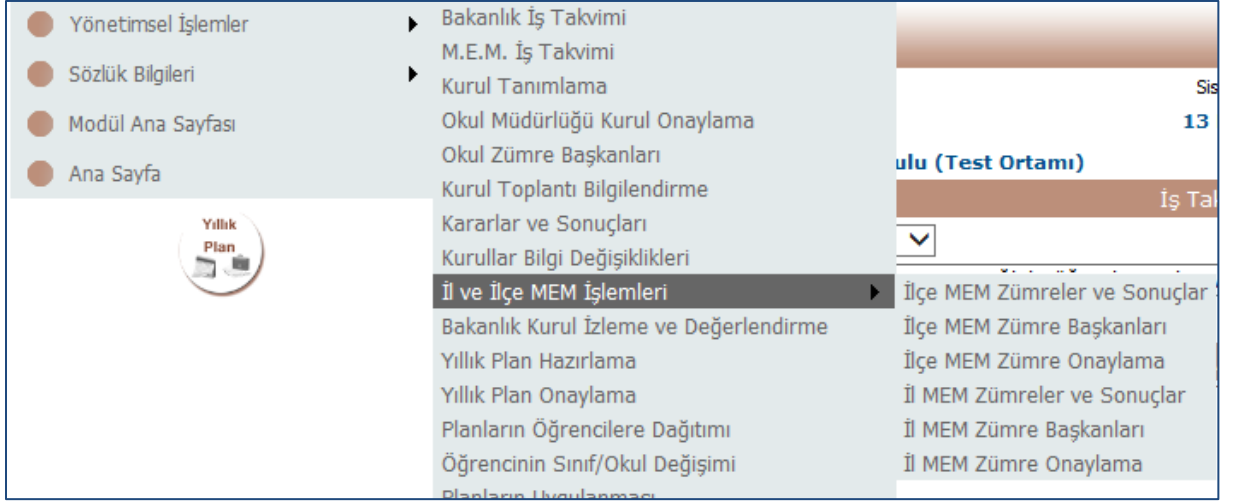 Yönetimsel İşlemler
Sözlük Bilgileri
Modül Ana Sayfası
Ana Sayfa
Yıllık
Plan
Bakanlık İş Takvimi
M.E.M. İş Takvimi
Kurul Tanımlama
Okul Müdürlüğü Kurul Onaylama
Okul Zümre Başkanları
Kurul Toplantı Bilgilendirme
Kararlar ve Sonuçları
Kurullar Bilgi Değişiklikleri
İl ve İlçe MEM İşlemleri
Bakanlık Kurul İzleme ve Değerlendirme
Yıllık Plan Hazırlama
Yıllık Plan Onaylama
Planların Öğrencilere Dağıtımı
Öğrencinin Sınıf/Okul Değişimi
Planların Uygulanması
Sis
13
ulu (Test Ortamı)
İş Tak
İlçe MEM Zümreler ve Sonuçlar
İlçe MEM Zümre Başkanları
İlçe MEM Zümre Onaylama
İl MEM Zümreler ve Sonuçlar
İl MEM Zümre Başkanları
İl MEM Zümre Onaylama